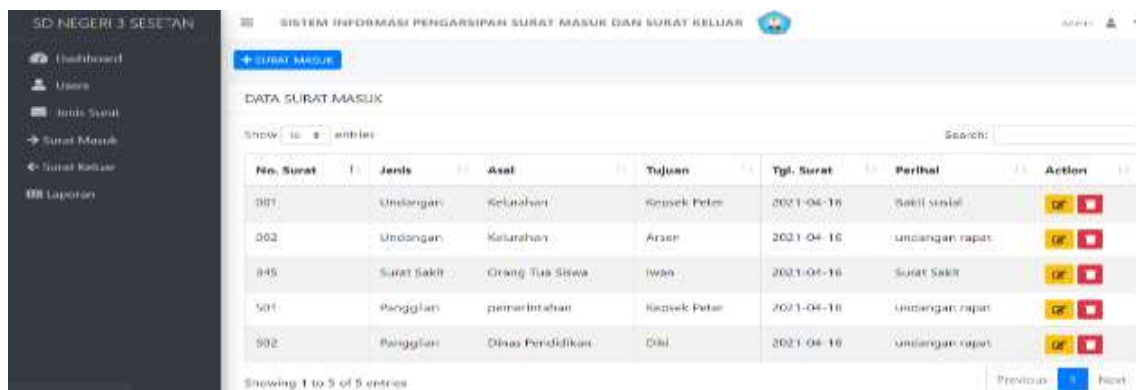 SD NEGERI 3 SESETAN
SISTEM INFORMASI PENGARSIPAN SURAT MASUK DAN SURAT KELUAR
Admin
Dashboard
Users
Jenis Surat
Surat Masuk
Surat Keluar
Laporan
+ SURAT MASUK
DATA SURAT MASUK
Show 10 entries
Search:
No. Surat Jenis Asal Tujuan Tgl. Surat Perihal Action
001 Undangan Kelurahan Kepsek Peter 2021-04-16 Bakti sosial
002 Undangan Kelurahan Arsen 2021-04-16 undangan rapat
345 Surat Sakit Orang Tua Siswa Iwan 2021-04-16 Surat Sakit
501 Panggilan pemerintahan Kepsek Peter 2021-04-16 undangan rapat
502 Panggilan Dinas Pendidikan Diki 2021-04-16 undangan rapat
Showing 1 to 5 of 5 entries
Previous 1 Next